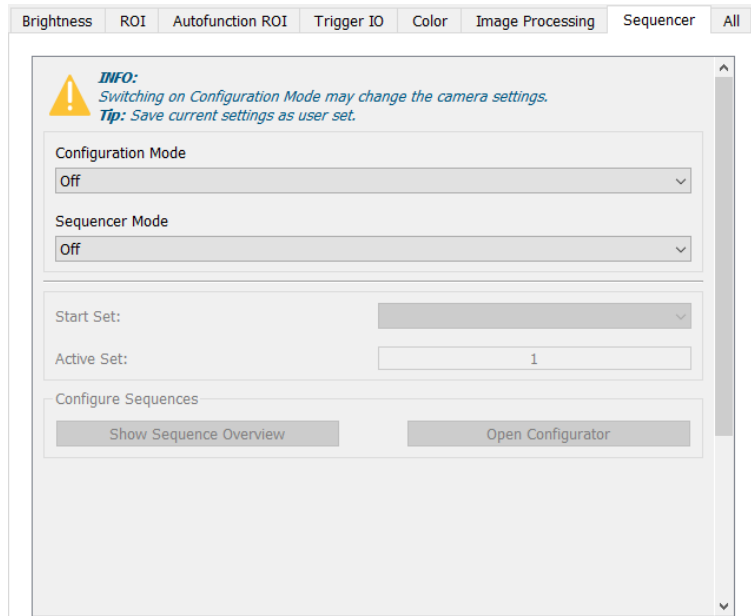 Brightness ROI Autofunction ROI Trigger IO Color Image Processing Sequencer All
INFO:
Switching on Configuration Mode may change the camera settings.
Tip: Save current settings as user set.
Configuration Mode
Off
Sequencer Mode
Off
Start Set:
Active Set: 1
Configure Sequences
Show Sequence Overview Open Configurator